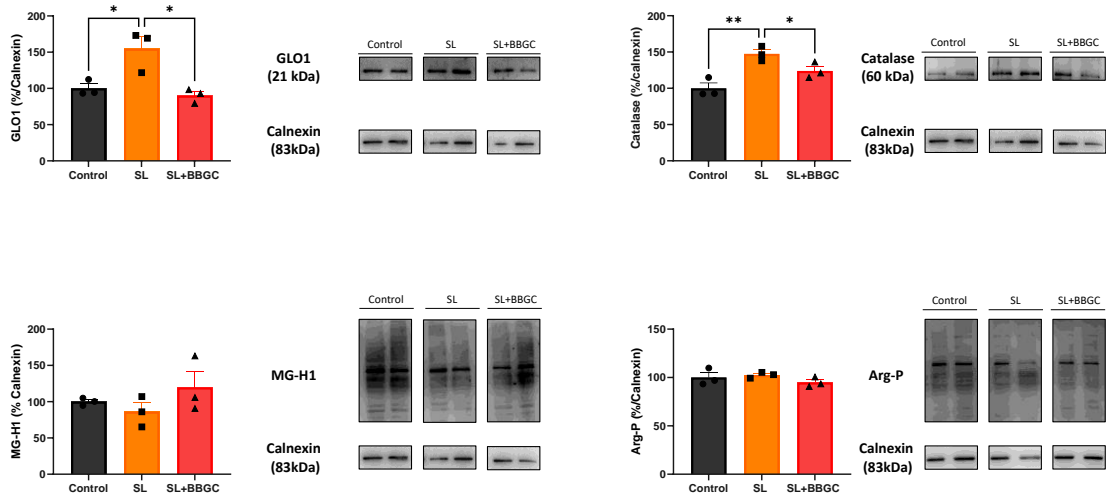 * *
200
150
100
50
0
GLO1 (%/Calnexin)
Control SL SL+BBGC
Control SL SL+BBGC
GLO1
(21 kDa)
Calnexin
(83kDa)
** *
200
150
100
50
0
Catalase (%/calnexin)
Control SL SL+BBGC
Control SL SL+BBGC
Catalase
(60 kDa)
Calnexin
(83kDa)
200
150
100
50
0
MG-H1 (% Calnexin)
Control SL SL+BBGC
Control SL SL+BBGC
MG-H1
Calnexin
(83kDa)
150
100
50
0
Arg-P (%/Calnexin)
Control SL SL+BBGC
Control SL SL+BBGC
Arg-P
Calnexin
(83kDa)